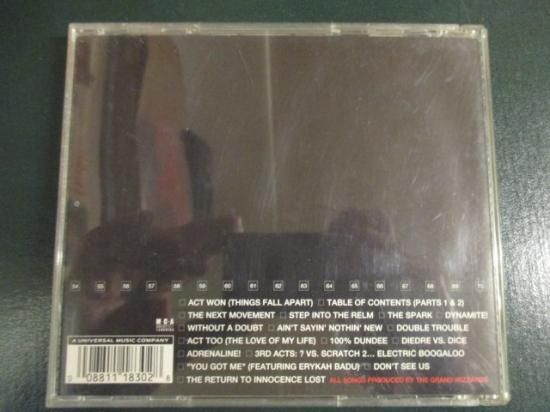 54 55 56 57 58 59 60 61 62 63 64 65 66 67 68 69 70
ACT WON (THINGS FALL APART) TABLE OF CONTENTS (PARTS 1 & 2)
THE NEXT MOVEMENT STEP INTO THE RELM THE SPARK DYNAMITE!
WITHOUT A DOUBT AIN'T SAYIN' NOTHIN' NEW DOUBLE TROUBLE
ACT TOO (THE LOVE OF MY LIFE) 100% DUNDEE DIEDRE VS. DICE
ADRENALINE! 3RD ACTS: ? VS. SCRATCH 2... ELECTRIC BOOGALOO
"YOU GOT ME" (FEATURING ERYKAH BADU) DON'T SEE US
THE RETURN TO INNOCENCE LOST ALL SONGS PRODUCED BY THE GRAND WIZZARDS
MCA
A UNIVERSAL MUSIC COMPANY
0 08811 18302 8